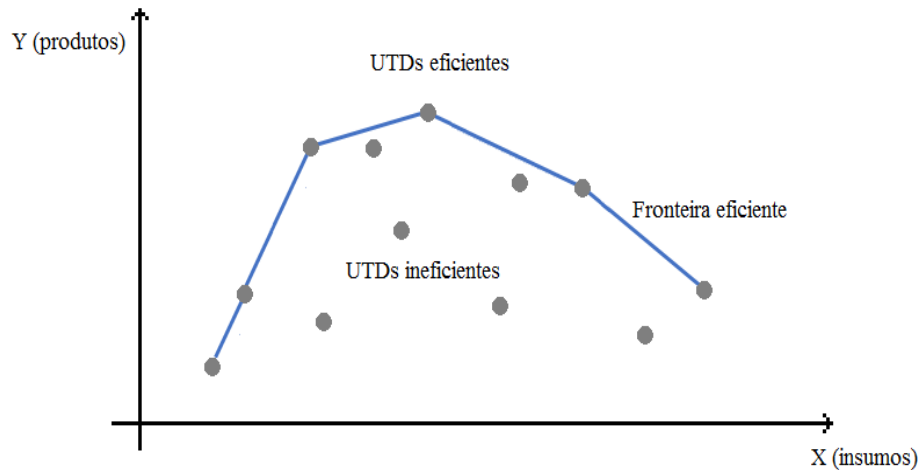 Y (produtos)
UTDs eficientes
Fronteira eficiente
UTDs ineficientes
X (insumos)